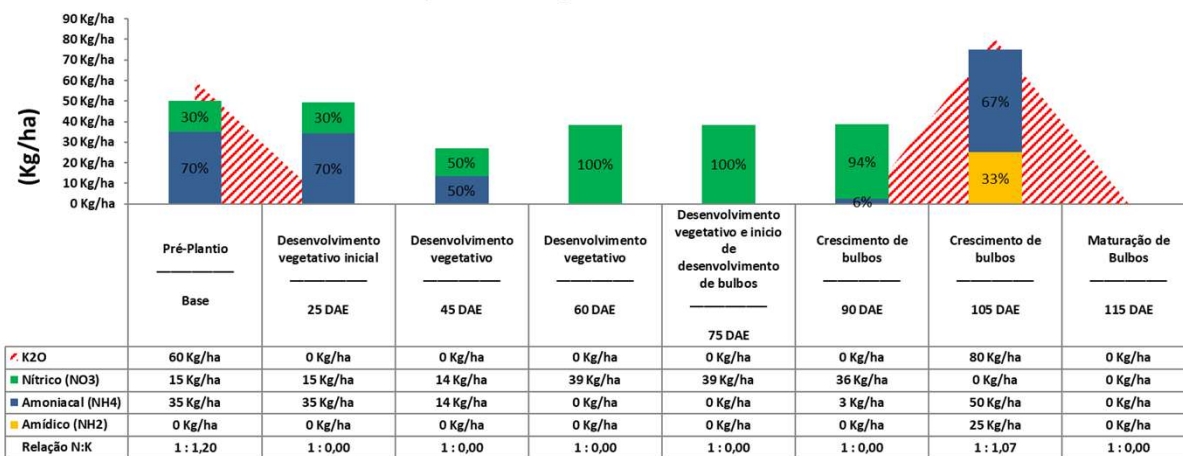 90 Kg/ha
80 Kg/ha
70 Kg/ha
60 Kg/ha
50 Kg/ha
40 Kg/ha
30 Kg/ha
20 Kg/ha
10 Kg/ha
0 Kg/ha
(Kg/ha)
30%
70%
30%
70%
50%
50%
100%
100%
94%
6%
67%
33%
Pré-Plantio
Base
Desenvolvimento
vegetativo inicial
25 DAE
Desenvolvimento
vegetativo
45 DAE
Desenvolvimento
vegetativo
60 DAE
Desenvolvimento
vegetativo e inicio
de
desenvolvimento
de bulbos
75 DAE
Crescimento de
bulbos
90 DAE
Crescimento de
bulbos
105 DAE
Maturação de
Bulbos
115 DAE
K2O 60 Kg/ha 0 Kg/ha 0 Kg/ha 0 Kg/ha 0 Kg/ha 0 Kg/ha 80 Kg/ha 0 Kg/ha
Nítrico (NO3) 15 Kg/ha 15 Kg/ha 14 Kg/ha 39 Kg/ha 39 Kg/ha 36 Kg/ha 0 Kg/ha 0 Kg/ha
Amoniacal (NH4) 35 Kg/ha 35 Kg/ha 14 Kg/ha 0 Kg/ha 0 Kg/ha 3 Kg/ha 50 Kg/ha 0 Kg/ha
Amídico (NH2) 0 Kg/ha 0 Kg/ha 0 Kg/ha 0 Kg/ha 0 Kg/ha 0 Kg/ha 25 Kg/ha 0 Kg/ha
Relação N:K 1 : 1,20 1 : 0,00 1 : 0,00 1 : 0,00 1 : 0,00 1 : 0,00 1 : 1,07 1 : 0,00